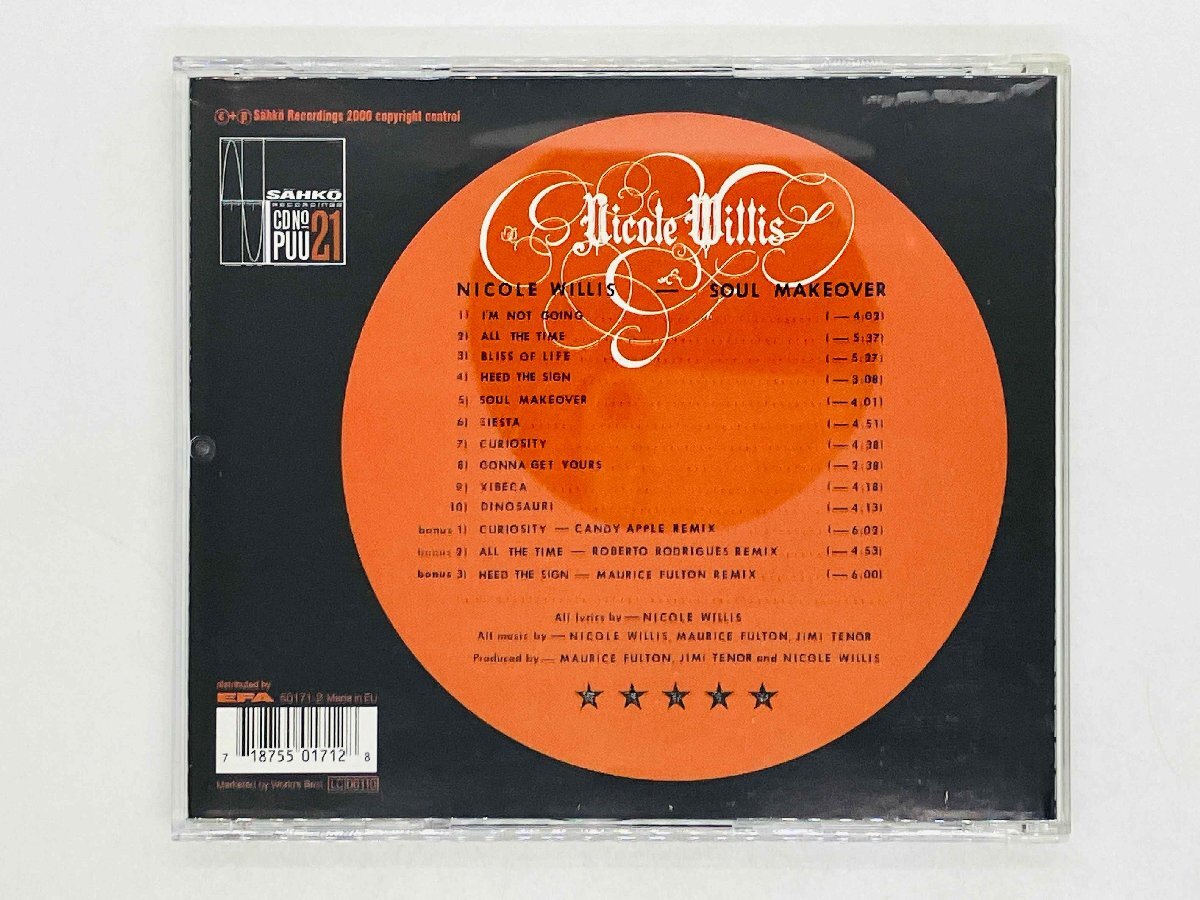 ©+℗ Sähkö Recordings 2000 copyright control
SÄHKÖ
RECORDINGS
CD No
PUU 21
Nicole Willis
NICOLE WILLIS — SOUL MAKEOVER
1) I'M NOT GOING (—4:02)
2) ALL THE TIME (—5:37)
3) BLISS OF LIFE (—5:27)
4) HEED THE SIGN (—3:08)
5) SOUL MAKEOVER (—4:01)
6) SIESTA (—4:51)
7) CURIOSITY (—4:38)
8) GONNA GET YOURS (—2:38)
9) XIBECA (—4:18)
10) DINOSAURI (—4:13)
bonus 1) CURIOSITY — CANDY APPLE REMIX (—6:02)
bonus 2) ALL THE TIME — ROBERTO RODRIGUES REMIX (—4:53)
bonus 3) HEED THE SIGN — MAURICE FULTON REMIX (—6:00)
All lyrics by — NICOLE WILLIS
All music by — NICOLE WILLIS, MAURICE FULTON, JIMI TENOR
Produced by — MAURICE FULTON, JIMI TENOR and NICOLE WILLIS
distributed by
EFA 50171-2 Made in EU
7 18755 01712 8
Marketed by World's Best LC 00110